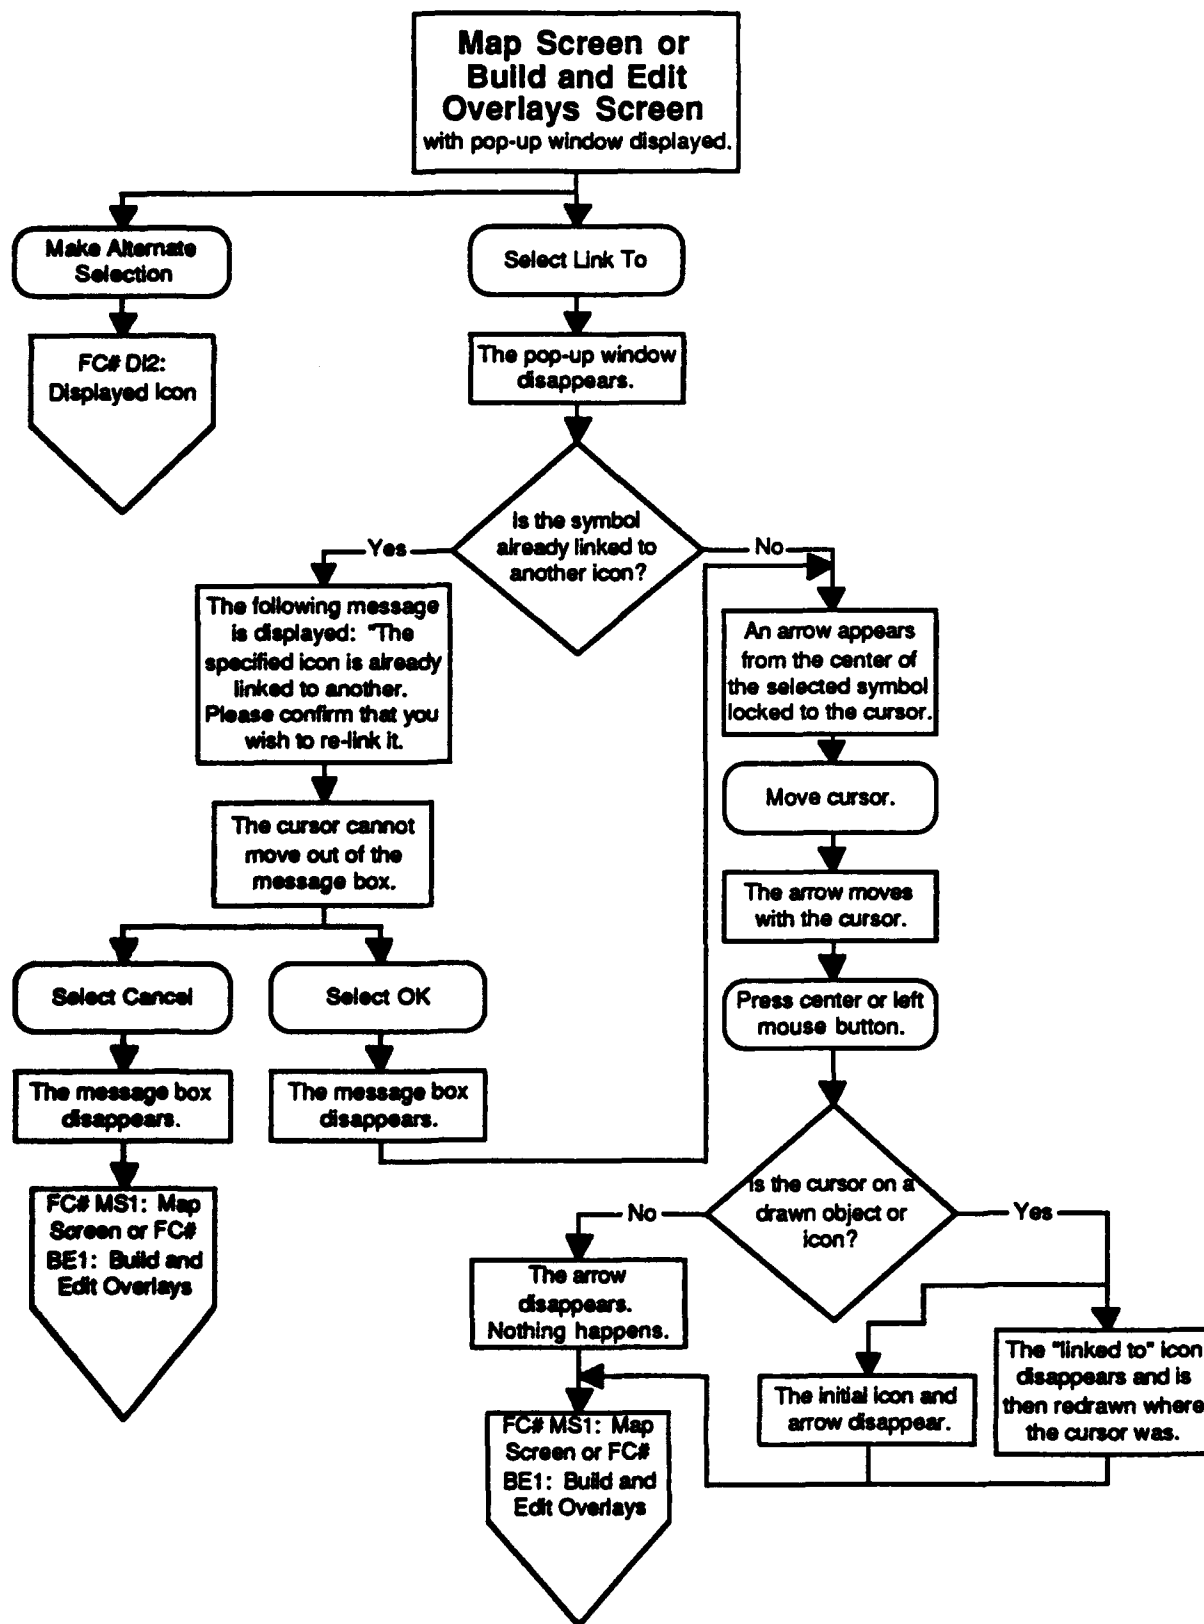 Map Screen or
Build and Edit
Overlays Screen
with pop-up window displayed.
Make Alternate
Selection
Select Link To
FC# DI2:
Displayed Icon
The pop-up window
disappears.
Is the symbol
already linked to
another icon?
Yes
No
The following message
is displayed: "The
specified icon is already
linked to another.
Please confirm that you
wish to re-link it.
An arrow appears
from the center of
the selected symbol
locked to the cursor.
Move cursor.
The cursor cannot
move out of the
message box.
The arrow moves
with the cursor.
Select Cancel
Select OK
Press center or left
mouse button.
The message box
disappears.
The message box
disappears.
FC# MS1: Map
Screen or FC#
BE1: Build and
Edit Overlays
Is the cursor on a
drawn object or
icon?
No
Yes
The arrow
disappears.
Nothing happens.
The initial icon and
arrow disappear.
The "linked to" icon
disappears and is
then redrawn where
the cursor was.
FC# MS1: Map
Screen or FC#
BE1: Build and
Edit Overlays